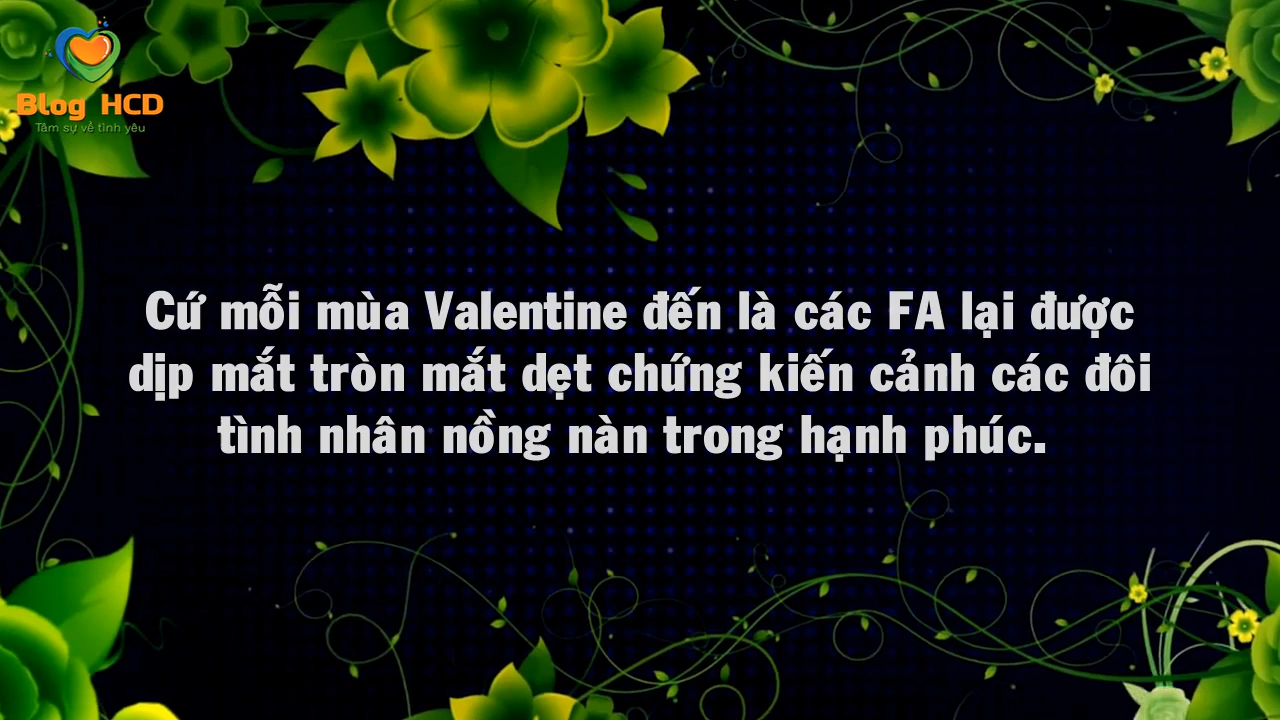 Blog HCD
Tâm sự về tình yêu
Cứ mỗi mùa Valentine đến là các FA lại được
dịp mắt tròn mắt dẹt chứng kiến cảnh các đôi
tình nhân nồng nàn trong hạnh phúc.